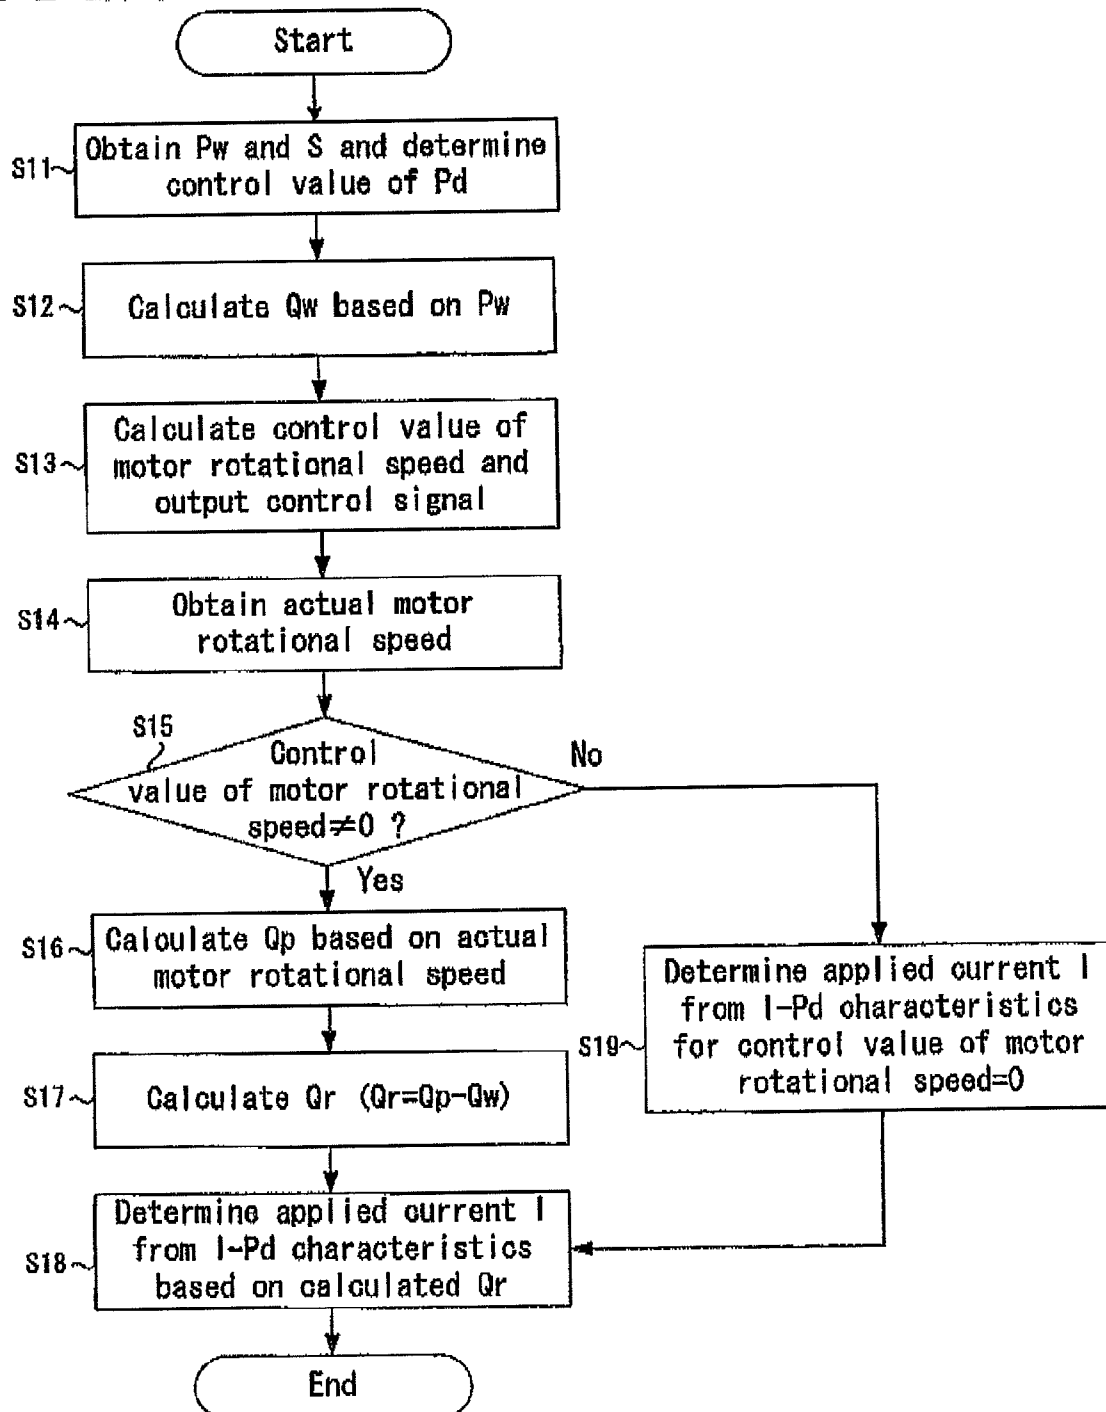 Start
S11
Obtain Pw and S and determine
control value of Pd
S12
Calculate Qw based on Pw
S13
Calculate control value of
motor rotational speed and
output control signal
S14
Obtain actual motor
rotational speed
S15
Control
value of motor rotational
speed≠0 ?
No
Yes
S16
Calculate Qp based on actual
motor rotational speed
S17
Calculate Qr (Qr=Qp-Qw)
S18
Determine applied current I
from I-Pd characteristics
based on calculated Qr
S19
Determine applied current I
from I-Pd characteristics
for control value of motor
rotational speed=0
End